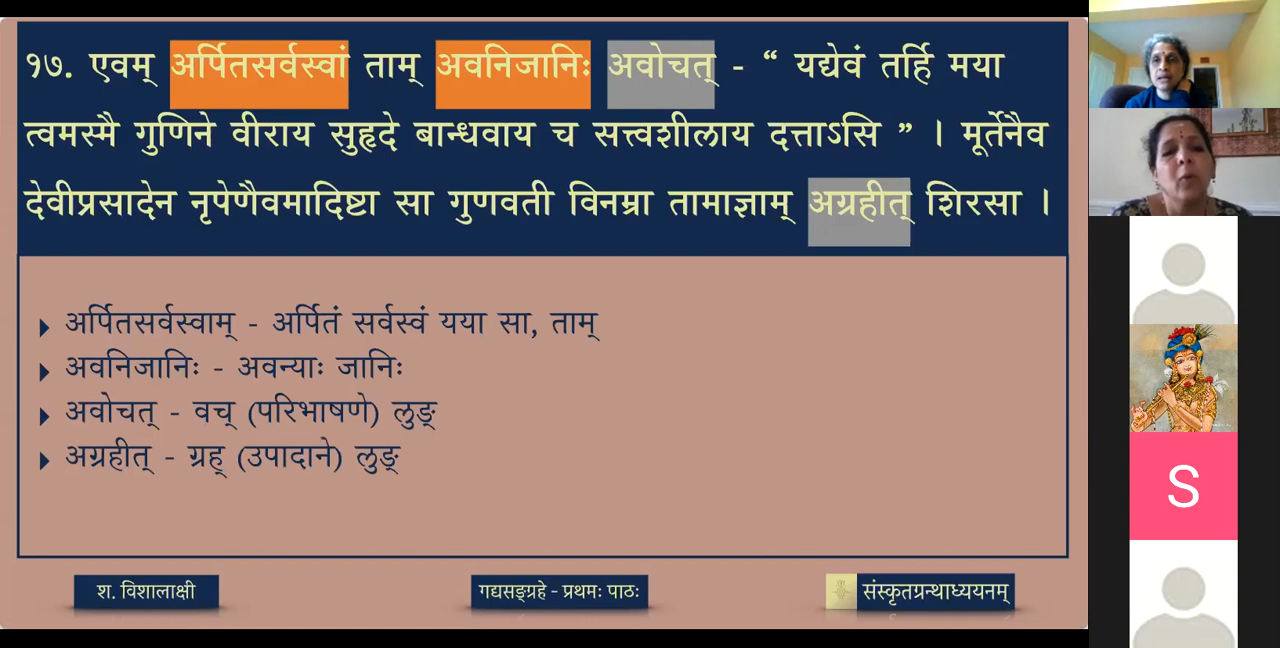 १७. एवम् अर्पितसर्वस्वां ताम् अवनिजानिः अवोचत् - “ यद्येवं तर्हि मया
त्वमस्मै गुणिने वीराय सुहृदे बान्धवाय च सत्त्वशीलाय दत्ताऽसि ” । मूर्तेनैव
देवीप्रसादेन नृपेणैवमादिष्टा सा गुणवती विनम्रा तामाज्ञाम् अग्रहीत् शिरसा ।
अर्पितसर्वस्वाम् - अर्पितं सर्वस्वं यया सा, ताम्
अवनिजानिः - अवन्याः जानिः
अवोचत् - वच् (परिभाषणे) लुङ्
अग्रहीत् - ग्रह् (उपादाने) लुङ्
श. विशालाक्षी
गद्यसङ्ग्रहे - प्रथमः पाठः
संस्कृतग्रन्थाध्ययनम्
S